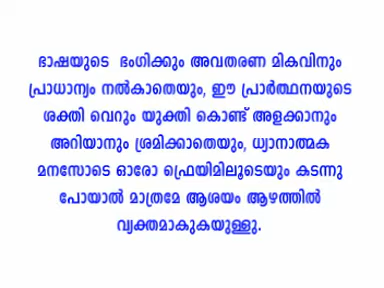 ഭാഷയുടെ ഭംഗിക്കും അവതരണ മികവിനും
പ്രാധാന്യം നൽകാതെയും, ഈ പ്രാർത്ഥനയുടെ
ശക്തി വെറും യുക്തി കൊണ്ട് അളക്കാനും
അറിയാനും ശ്രമിക്കാതെയും, ധ്യാനാത്മക
മനസോടെ ഓരോ ഫ്രെയിമിലൂടെയും കടന്നു
പോയാൽ മാത്രമേ ആശയം ആഴത്തിൽ
വ്യക്തമാകുകയുള്ളു.